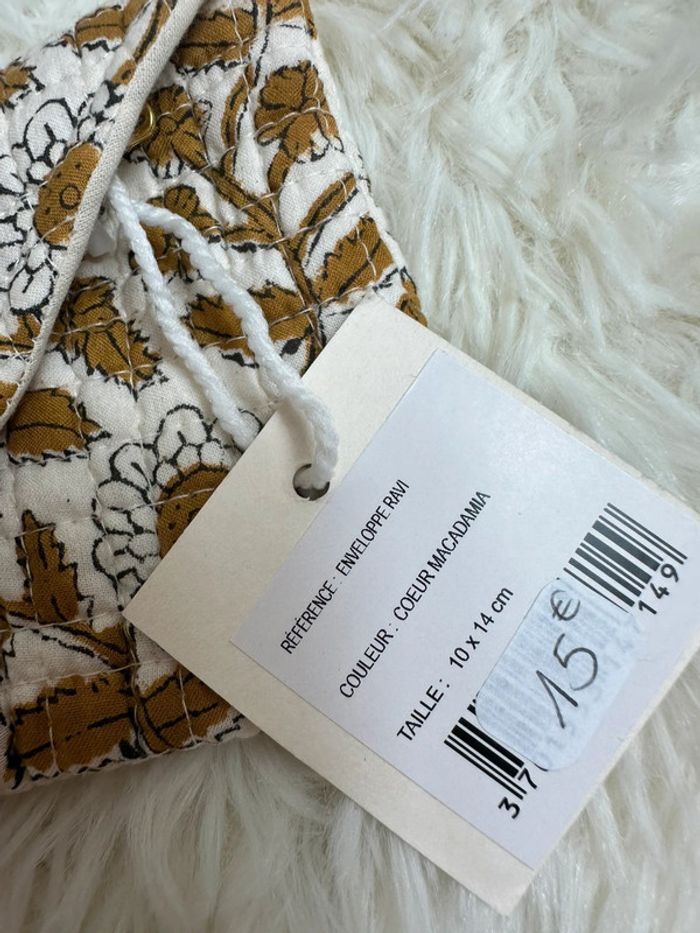 RÉFÉRENCE : ENVELOPPE RAVI
COULEUR : COEUR MACADAMIA
TAILLE : 10 x 14 cm
15 €
37
149